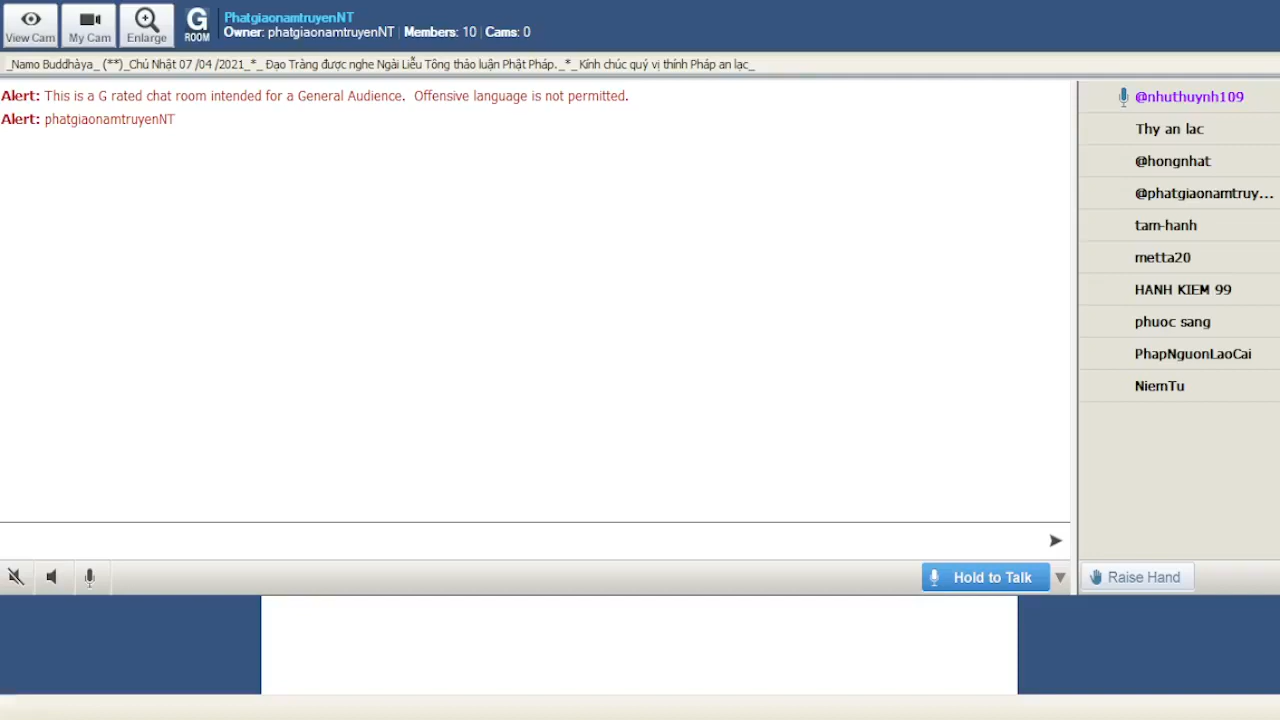 View Cam
My Cam
Enlarge
G
ROOM
PhatgiaonamtruyenNT
Owner: phatgiaonamtruyenNT | Members: 10 | Cams: 0
_Namo Buddhàya_ (**)_Chủ Nhật 07 /04 /2021_*_ Đạo Tràng được nghe Ngài Liễu Tông thảo luận Phật Pháp._*_Kính chúc quý vị thính Pháp an lạc_
Alert: This is a G rated chat room intended for a General Audience. Offensive language is not permitted.
Alert: phatgiaonamtruyenNT
@nhuthuynh109
Thy an lac
@hongnhat
@phatgiaonamtruy...
tam-hanh
metta20
HANH KIEM 99
phuoc sang
PhapNguonLaoCai
NiemTu
Hold to Talk
Raise Hand